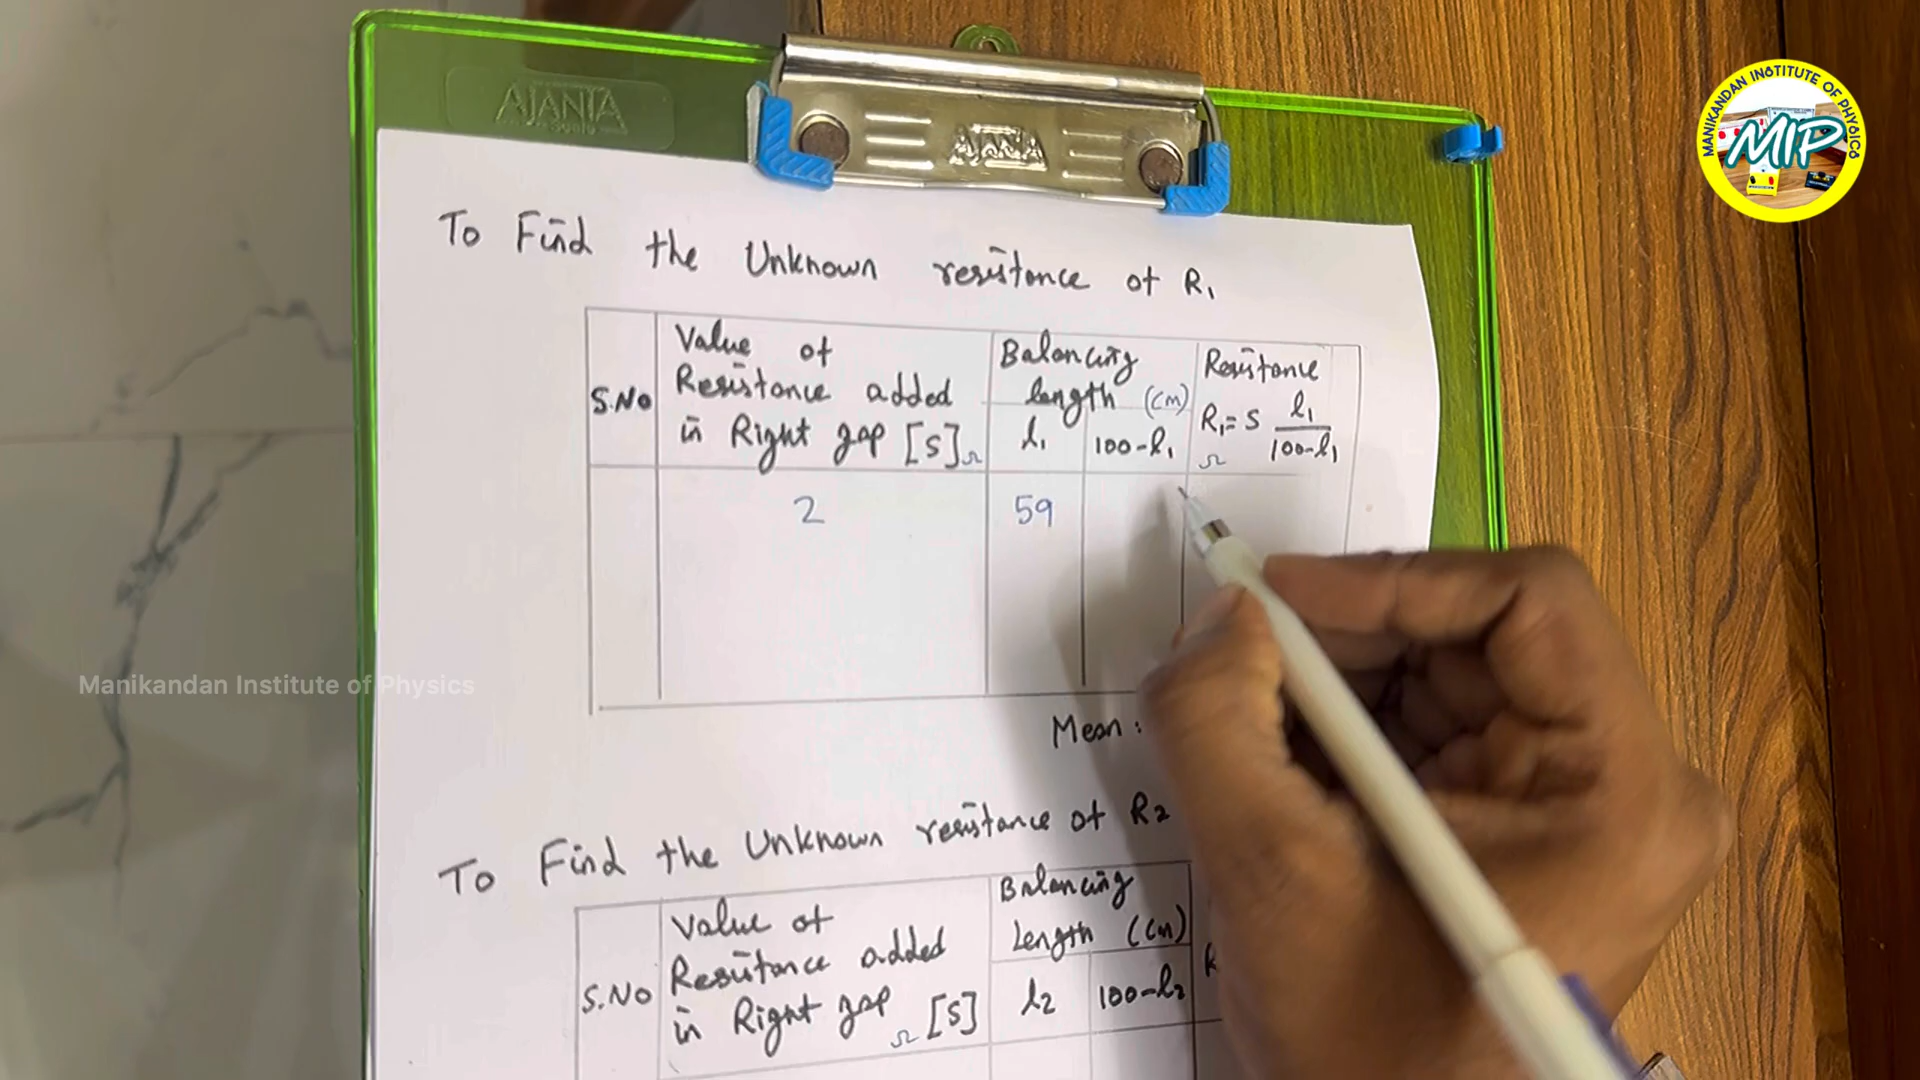 AJANTA
AJANTA
MANIKANDAN INSTITUTE OF PHYSICS
MIP
To Find the Unknown resistance of R₁
S.No
Value of
Resistance added
in Right gap [S] Ω
Balancing
length (cm)
l₁
100-l₁
Resistance
R₁ = S l₁/100-l₁
Ω
2
59
Manikandan Institute of Physics
Mean :
To Find the Unknown resistance of R₂
S.No
Value of
Resistance added
in Right gap Ω [S]
Balancing
Length (cm)
l₂
100-l₂
R